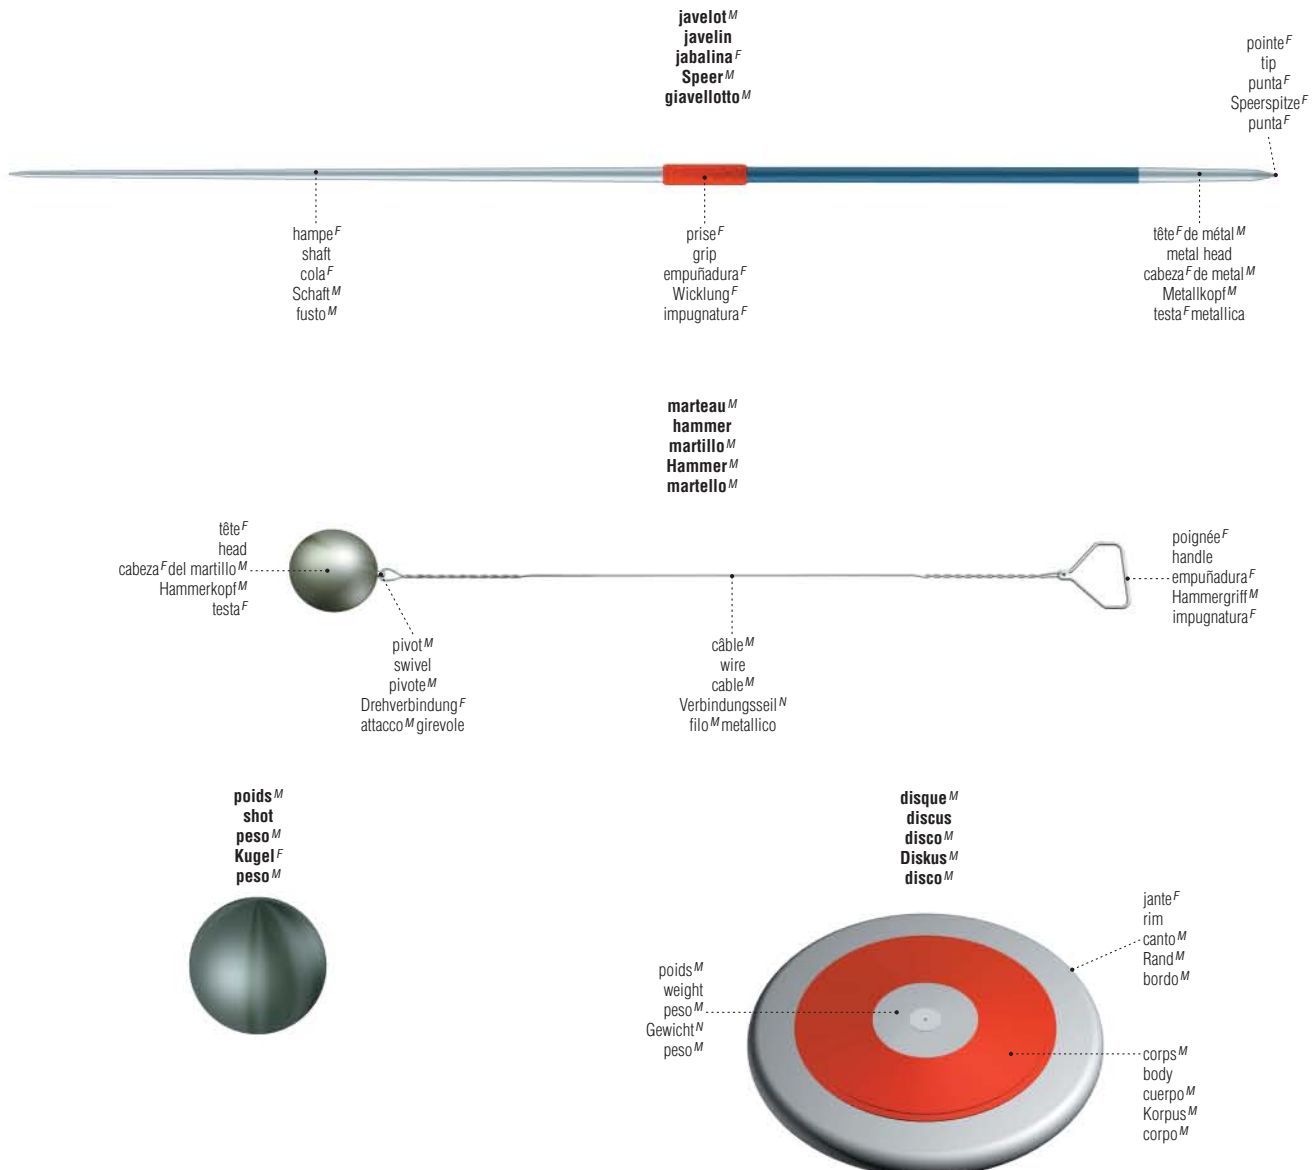 javelot M
javelin
jabalina F
Speer M
giavellotto M
pointe F
tip
punta F
Speerspitze F
punta F
hampe F
shaft
cola F
Schaft M
fusto M
prise F
grip
empuñadura F
Wicklung F
impugnatura F
tête F de métal M
metal head
cabeza F de metal M
Metallkopf M
testa F metallica
marteau M
hammer
martillo M
Hammer M
martello M
tête F
head
cabeza F del martillo M
Hammerkopf M
testa F
poignée F
handle
empuñadura F
Hammergriff M
impugnatura F
pivot M
swivel
pivote M
Drehverbindung F
attacco M girevole
câble M
wire
cable M
Verbindungsseil N
filo M metallico
poids M
shot
peso M
Kugel F
peso M
disque M
discus
disco M
Diskus M
disco M
jante F
rim
canto M
Rand M
bordo M
poids M
weight
peso M
Gewicht N
peso M
corps M
body
cuerpo M
Korpus M
corpo M